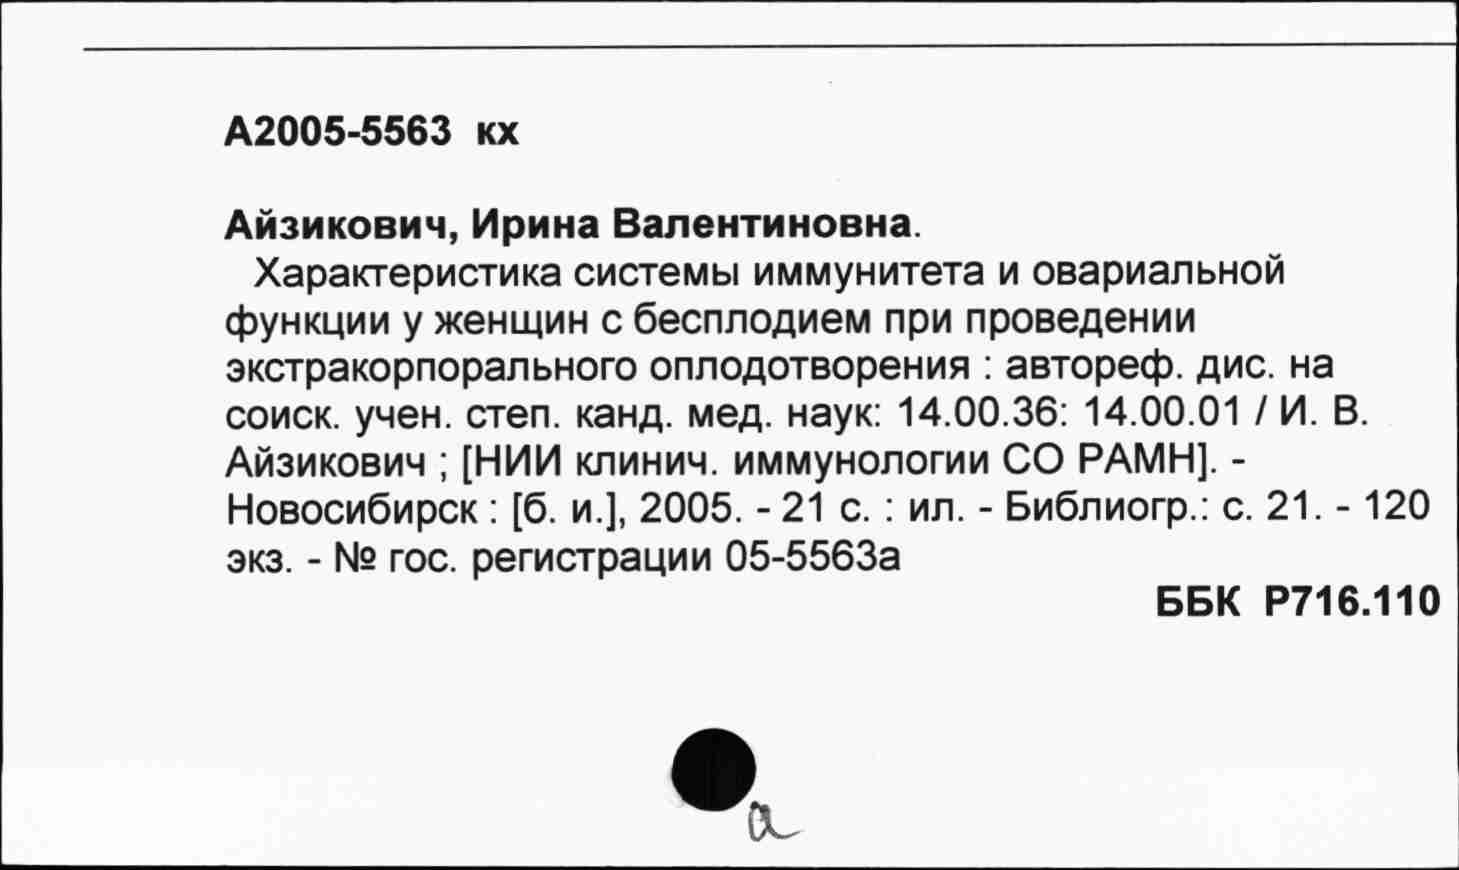 А2005-5563 кх
Айзикович, Ирина Валентиновна.
Характеристика системы иммунитета и овариальной
функции у женщин с бесплодием при проведении
экстракорпорального оплодотворения : автореф. дис. на
соиск. учен. степ. канд. мед. наук: 14.00.36: 14.00.01 / И. В.
Айзикович ; [НИИ клинич. иммунологии СО РАМН]. -
Новосибирск : [б. и.], 2005. - 21 с. : ил. - Библиогр.: с. 21. - 120
экз. - № гос. регистрации 05-5563а
ББК Р716.110
а